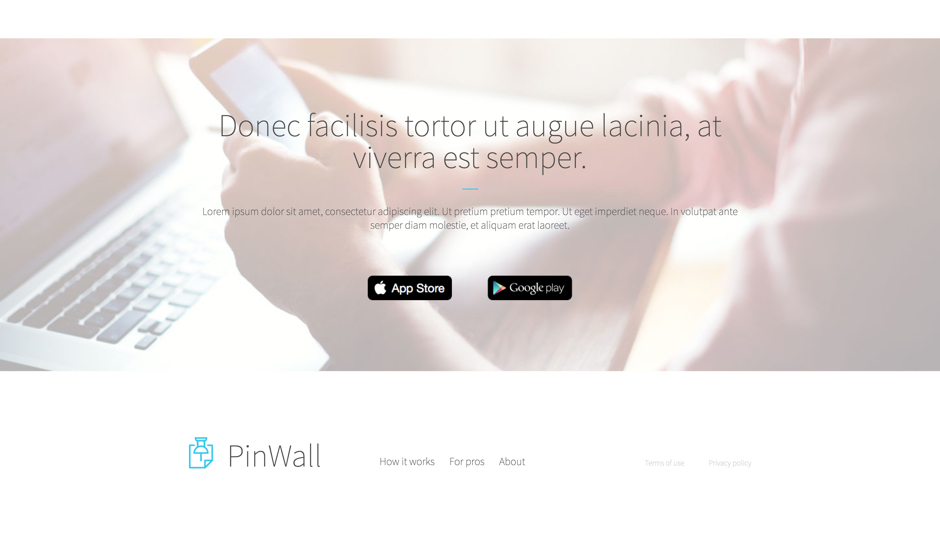 Donec facilisis tortor ut augue lacinia, at
viverra est semper.
Lorem ipsum dolor sit amet, consectetur adipiscing elit. Ut pretium pretium tempor. Ut eget imperdiet neque. In volutpat ante
semper diam molestie, et aliquam erat laoreet.
App Store
Google play
PinWall
How it works
For pros
About
Terms of use
Privacy policy